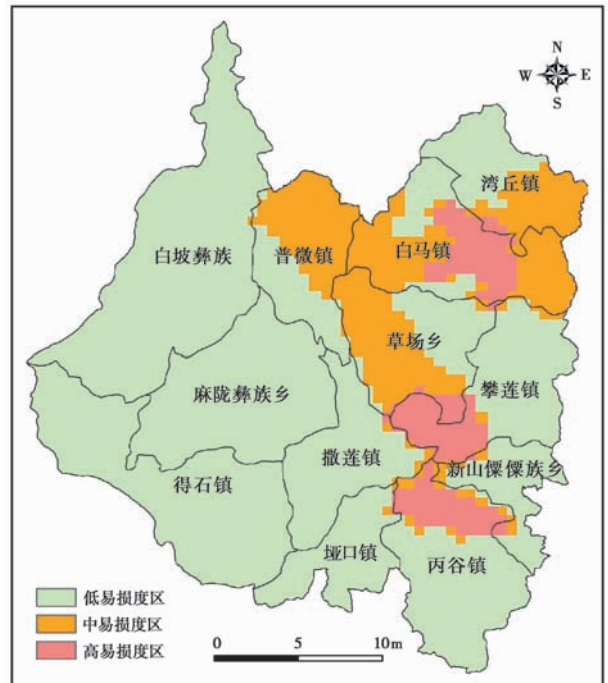 N
W E
S
湾丘镇
白坡彝族 普微镇 白马镇
草场乡
麻陇彝族乡 攀莲镇
撒莲镇 新山傈僳族乡
得石镇
垭口镇 丙谷镇
低易损度区
中易损度区
高易损度区
0 5 10m